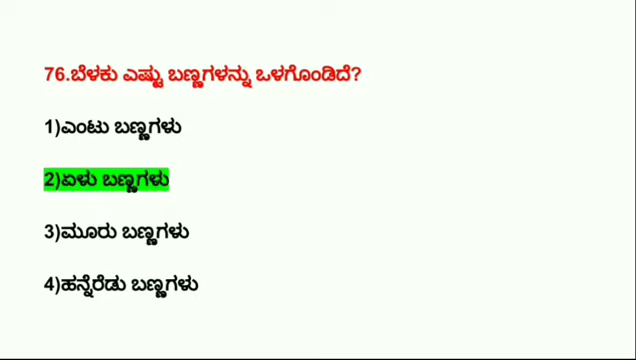 76.ಬೆಳಕು ಎಷ್ಟು ಬಣ್ಣಗಳನ್ನು ಒಳಗೊಂಡಿದೆ?
1)ಎಂಟು ಬಣ್ಣಗಳು
2)ಏಳು ಬಣ್ಣಗಳು
3)ಮೂರು ಬಣ್ಣಗಳು
4)ಹನ್ನೆರೆಡು ಬಣ್ಣಗಳು